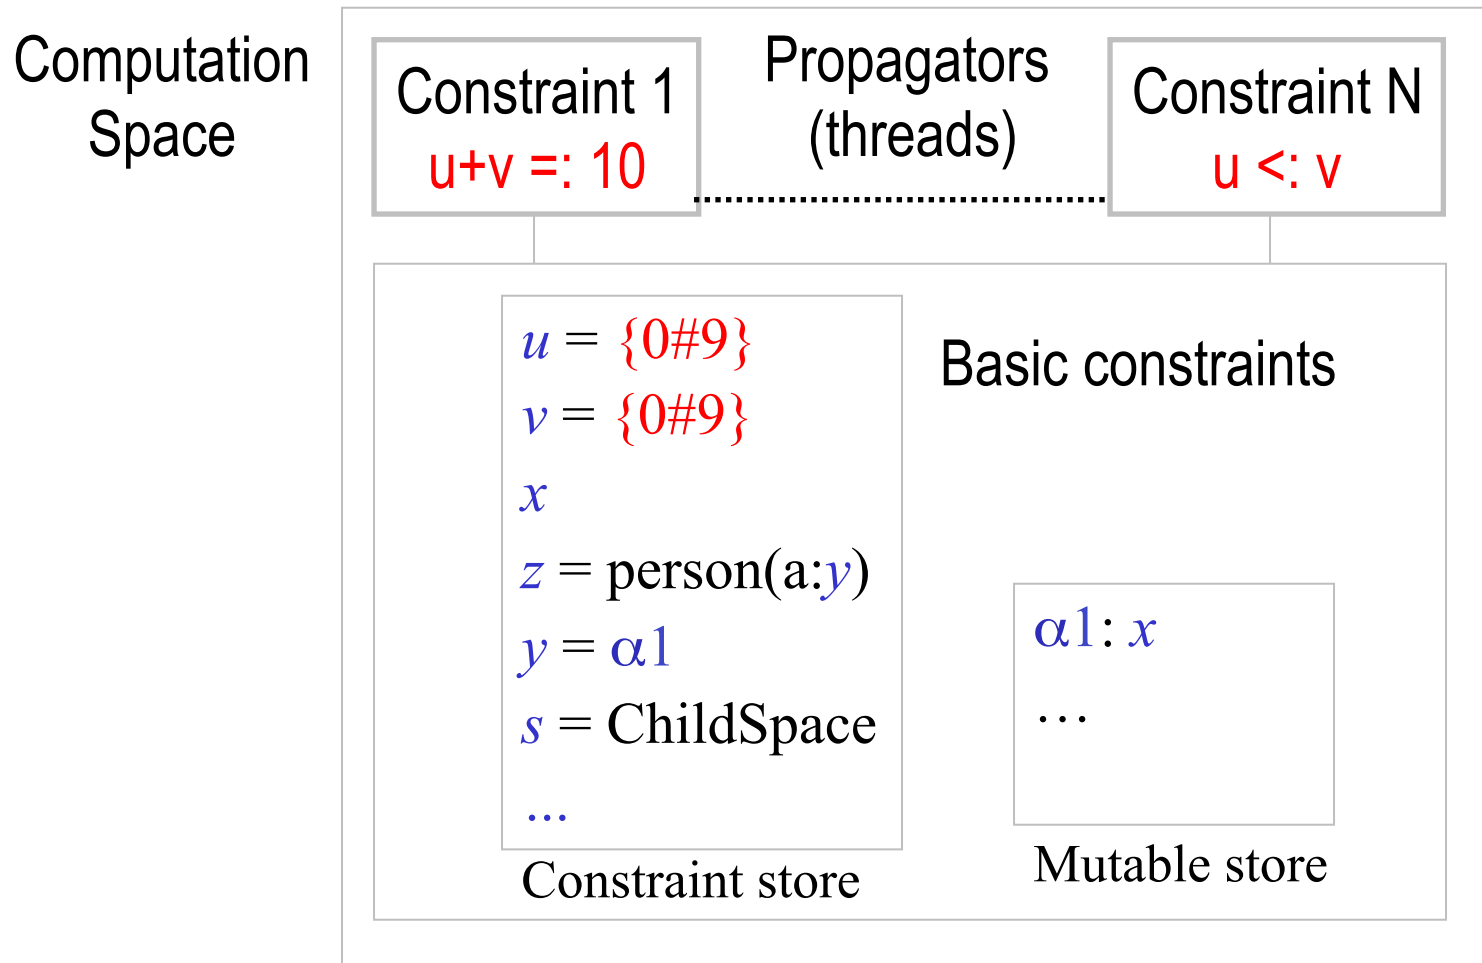 Computation
Space
Constraint 1
u+v =: 10
Propagators
(threads)
Constraint N
u <: v
u = {0#9}
v = {0#9}
x
z = person(a:y)
y = α1
s = ChildSpace
...
Constraint store
Basic constraints
α1: x
…
Mutable store